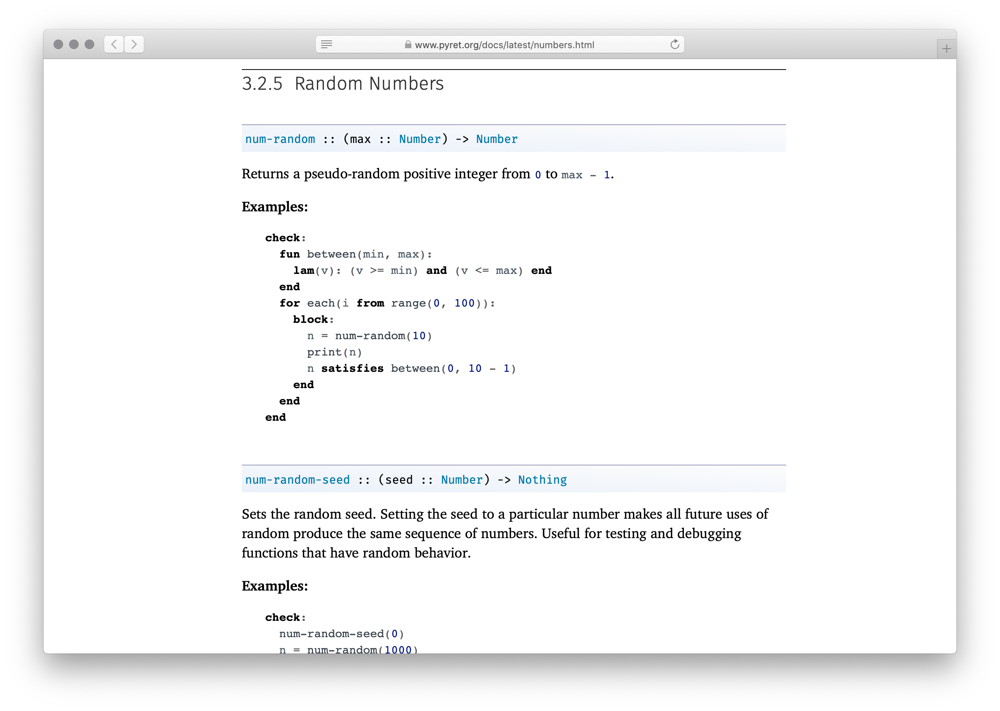 www.pyret.org/docs/latest/numbers.html
3.2.5 Random Numbers
num-random :: (max :: Number) -> Number
Returns a pseudo-random positive integer from 0 to max - 1.
Examples:
check:
  fun between(min, max):
    lam(v): (v >= min) and (v <= max) end
  end
  for each(i from range(0, 100)):
    block:
      n = num-random(10)
      print(n)
      n satisfies between(0, 10 - 1)
    end
  end
end
num-random-seed :: (seed :: Number) -> Nothing
Sets the random seed. Setting the seed to a particular number makes all future uses of
random produce the same sequence of numbers. Useful for testing and debugging
functions that have random behavior.
Examples:
check:
  num-random-seed(0)
  n = num-random(1000)